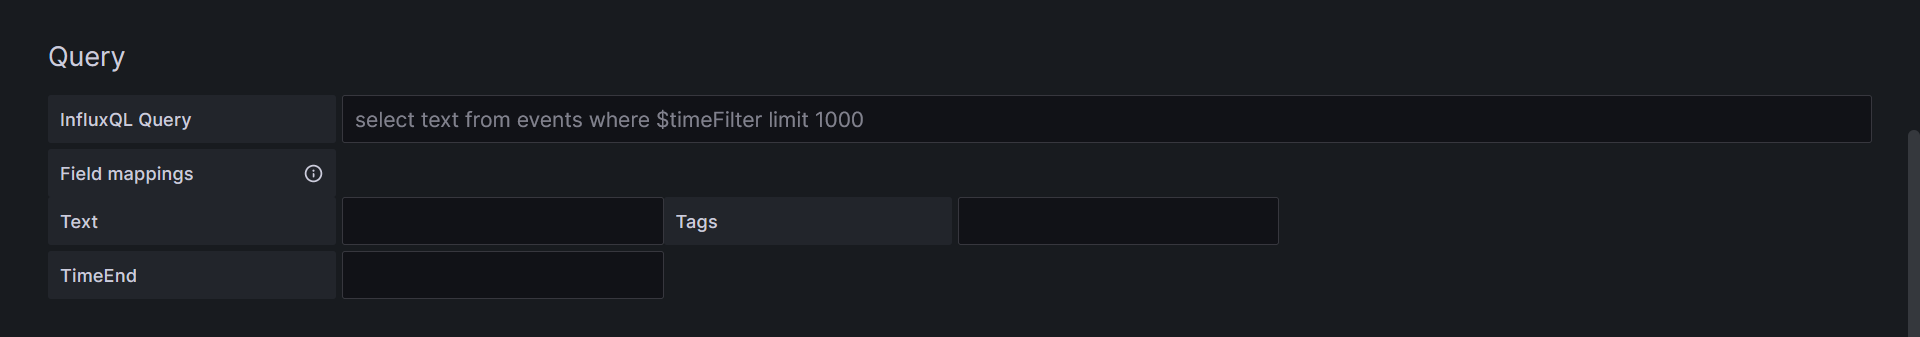 Query
InfluxQL Query select text from events where $timeFilter limit 1000
Field mappings
Text Tags
TimeEnd